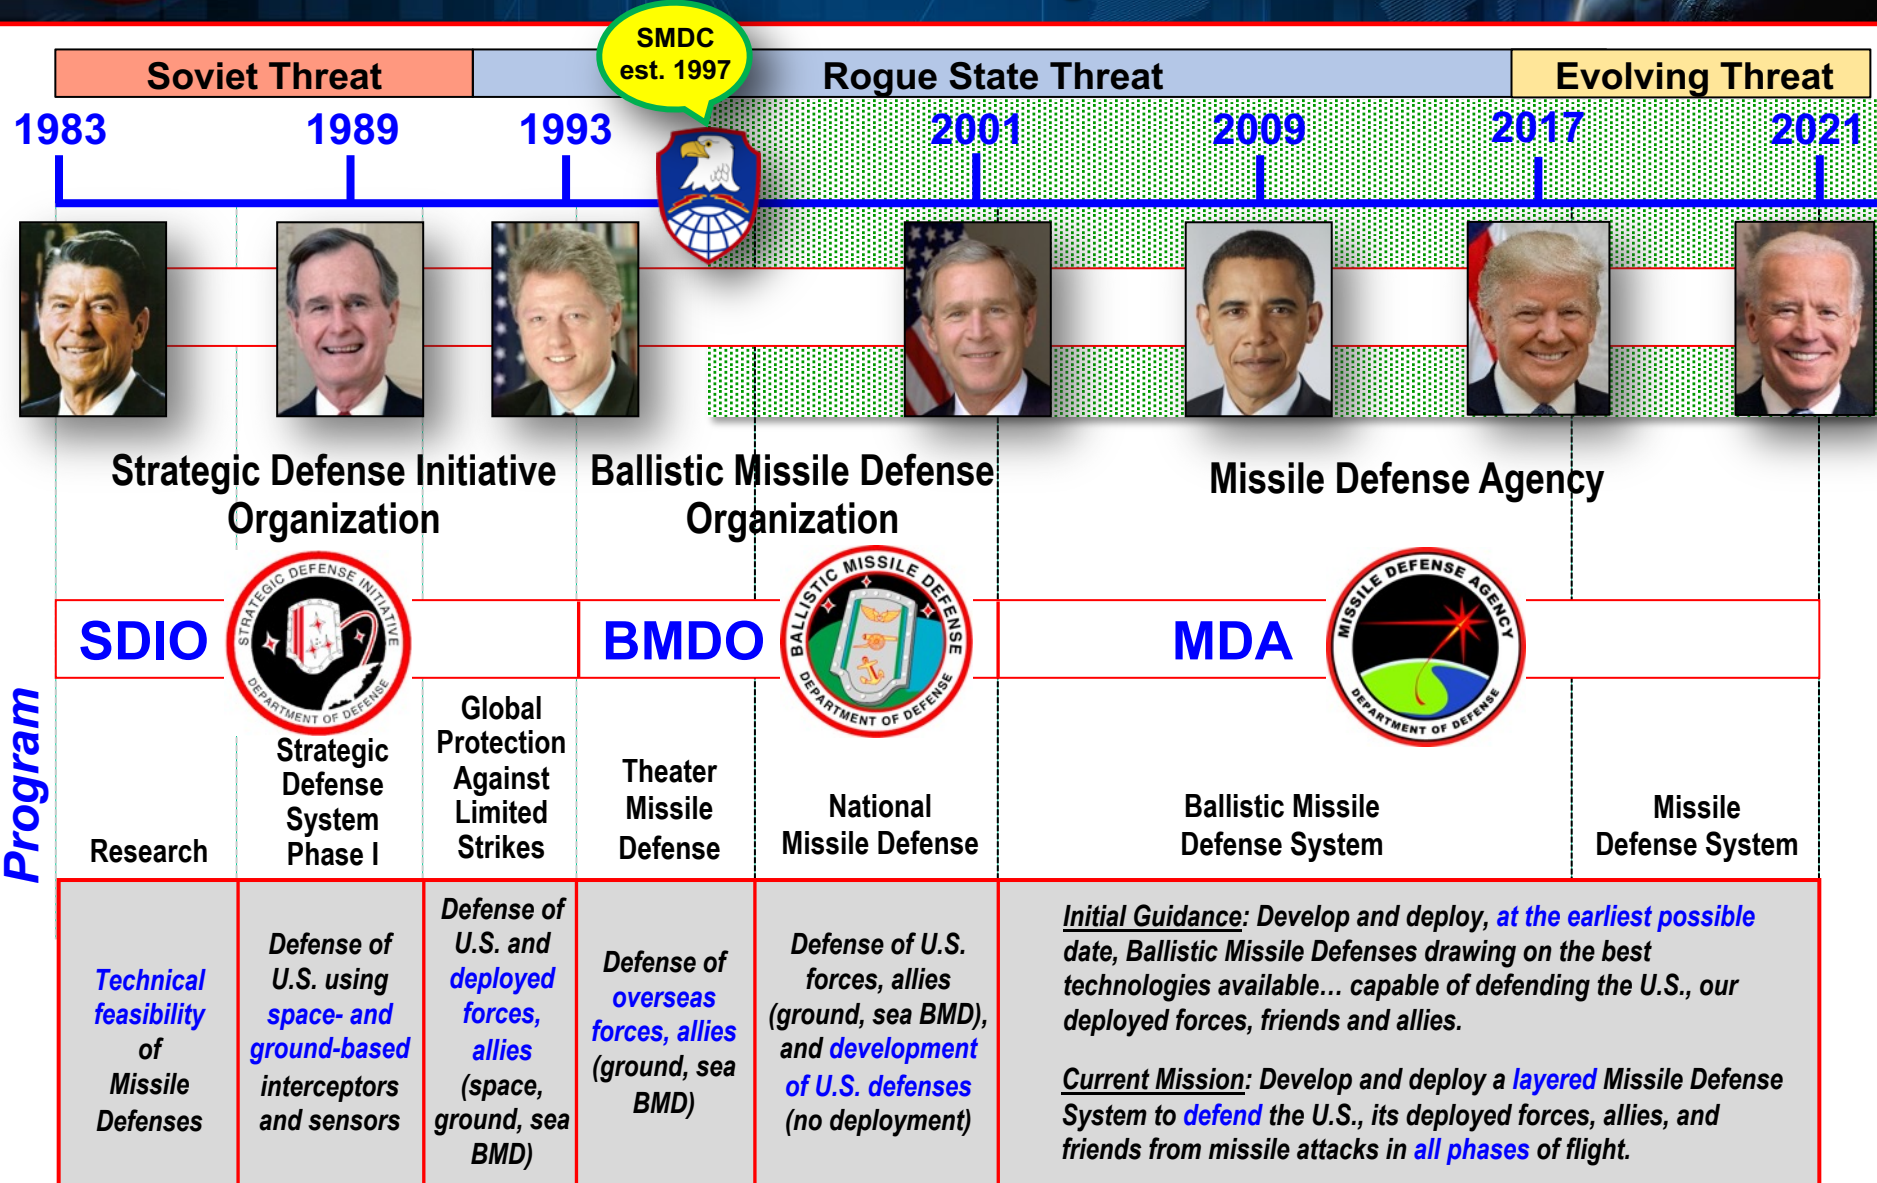 SMDC
est. 1997
Soviet Threat
Rogue State Threat
Evolving Threat
1983
1989
1993
2001
2009
2017
2021
Strategic Defense Initiative
Organization
Ballistic Missile Defense
Organization
Missile Defense Agency
SDIO
STRATEGIC DEFENSE INITIATIVE
DEPARTMENT OF DEFENSE
BMDO
BALLISTIC MISSILE DEFENSE
DEPARTMENT OF DEFENSE
MDA
MISSILE DEFENSE AGENCY
DEPARTMENT OF DEFENSE
Program
Research
Strategic
Defense
System
Phase I
Global
Protection
Against
Limited
Strikes
Theater
Missile
Defense
National
Missile Defense
Ballistic Missile
Defense System
Missile
Defense System
Technical
feasibility
of
Missile
Defenses
Defense of
U.S. using
space- and
ground-based
interceptors
and sensors
Defense of
U.S. and
deployed
forces,
allies
(space,
ground, sea
BMD)
Defense of
overseas
forces, allies
(ground, sea
BMD)
Defense of U.S.
forces, allies
(ground, sea BMD),
and development
of U.S. defenses
(no deployment)
Initial Guidance: Develop and deploy, at the earliest possible
date, Ballistic Missile Defenses drawing on the best
technologies available… capable of defending the U.S., our
deployed forces, friends and allies.
Current Mission: Develop and deploy a layered Missile Defense
System to defend the U.S., its deployed forces, allies, and
friends from missile attacks in all phases of flight.